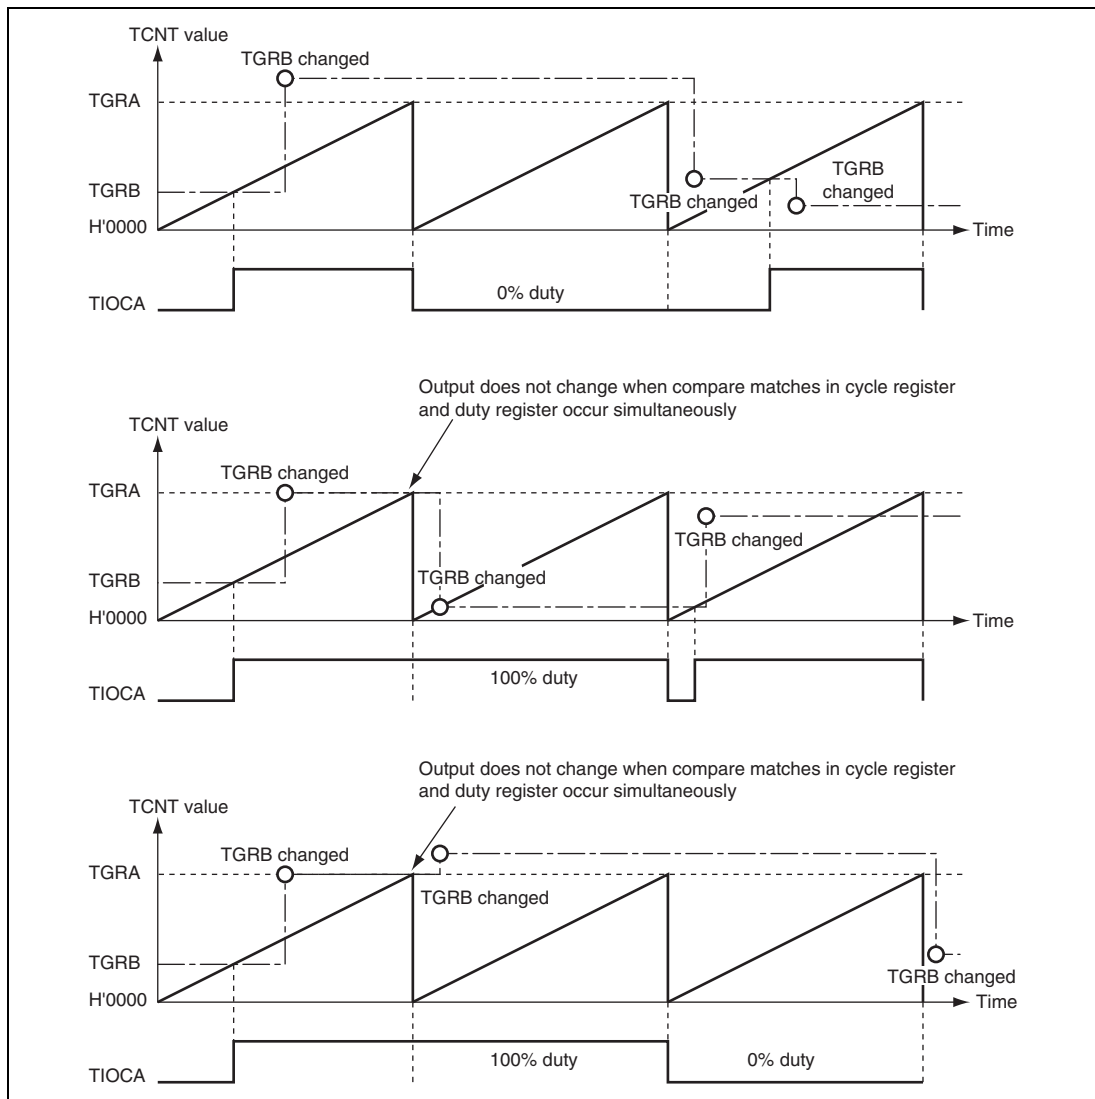 TCNT value
TGRB changed
TGRA
TGRB
changed
TGRB
TGRB changed
H'0000
Time
0% duty
TIOCA
Output does not change when compare matches in cycle register
and duty register occur simultaneously
TCNT value
TGRB changed
TGRA
TGRB changed
TGRB changed
TGRB
H'0000
Time
100% duty
TIOCA
Output does not change when compare matches in cycle register
and duty register occur simultaneously
TCNT value
TGRB changed
TGRA
TGRB changed
TGRB
TGRB changed
H'0000
Time
100% duty
0% duty
TIOCA